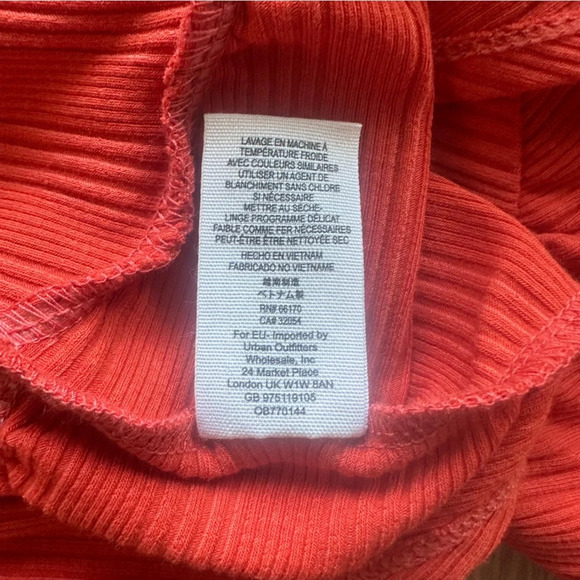 LAVAGE EN MACHINE À
TEMPÉRATURE FROIDE
AVEC COULEURS SIMILAIRES
UTILISER UN AGENT DE
BLANCHIMENT SANS CHLORE
SI NÉCESSAIRE
METTRE AU SÈCHE-
LINGE PROGRAMME DÉLICAT
FAIBLE COMME FER NÉCESSAIRES
PEUT-ÊTRE ÊTRE NETTOYÉE SEC
HECHO EN VIETNAM
FABRICADO NO VIETNAME
越南制造
ベトナム製
RN# 66170
CA# 32054
For EU- Imported by
Urban Outfitters
Wholesale, Inc
24 Market Place
London UK W1W 8AN
GB 975119105
OB770144